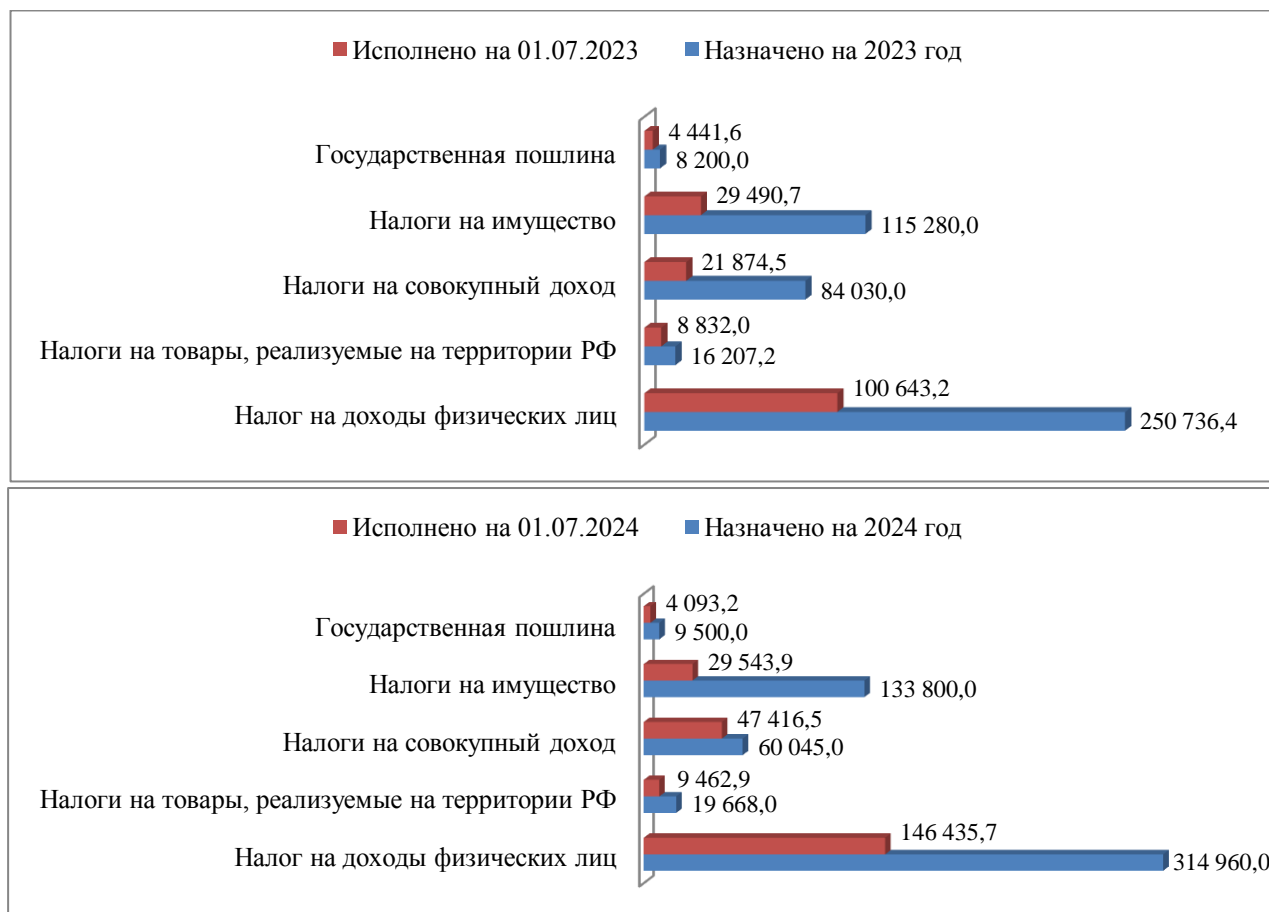 Исполнено на 01.07.2023 Назначено на 2023 год
4 441,6
Государственная пошлина
8 200,0
29 490,7
Налоги на имущество
115 280,0
21 874,5
Налоги на совокупный доход
84 030,0
8 832,0
Налоги на товары, реализуемые на территории РФ
16 207,2
100 643,2
Налог на доходы физических лиц
250 736,4
Исполнено на 01.07.2024 Назначено на 2024 год
4 093,2
Государственная пошлина
9 500,0
29 543,9
Налоги на имущество
133 800,0
47 416,5
Налоги на совокупный доход
60 045,0
9 462,9
Налоги на товары, реализуемые на территории РФ
19 668,0
146 435,7
Налог на доходы физических лиц
314 960,0